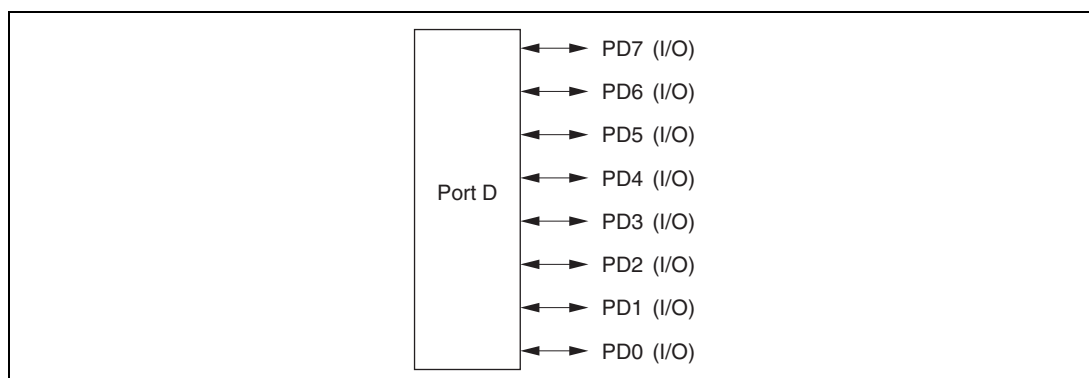 PD7 (I/O)
PD6 (I/O)
PD5 (I/O)
PD4 (I/O)
Port D
PD3 (I/O)
PD2 (I/O)
PD1 (I/O)
PD0 (I/O)